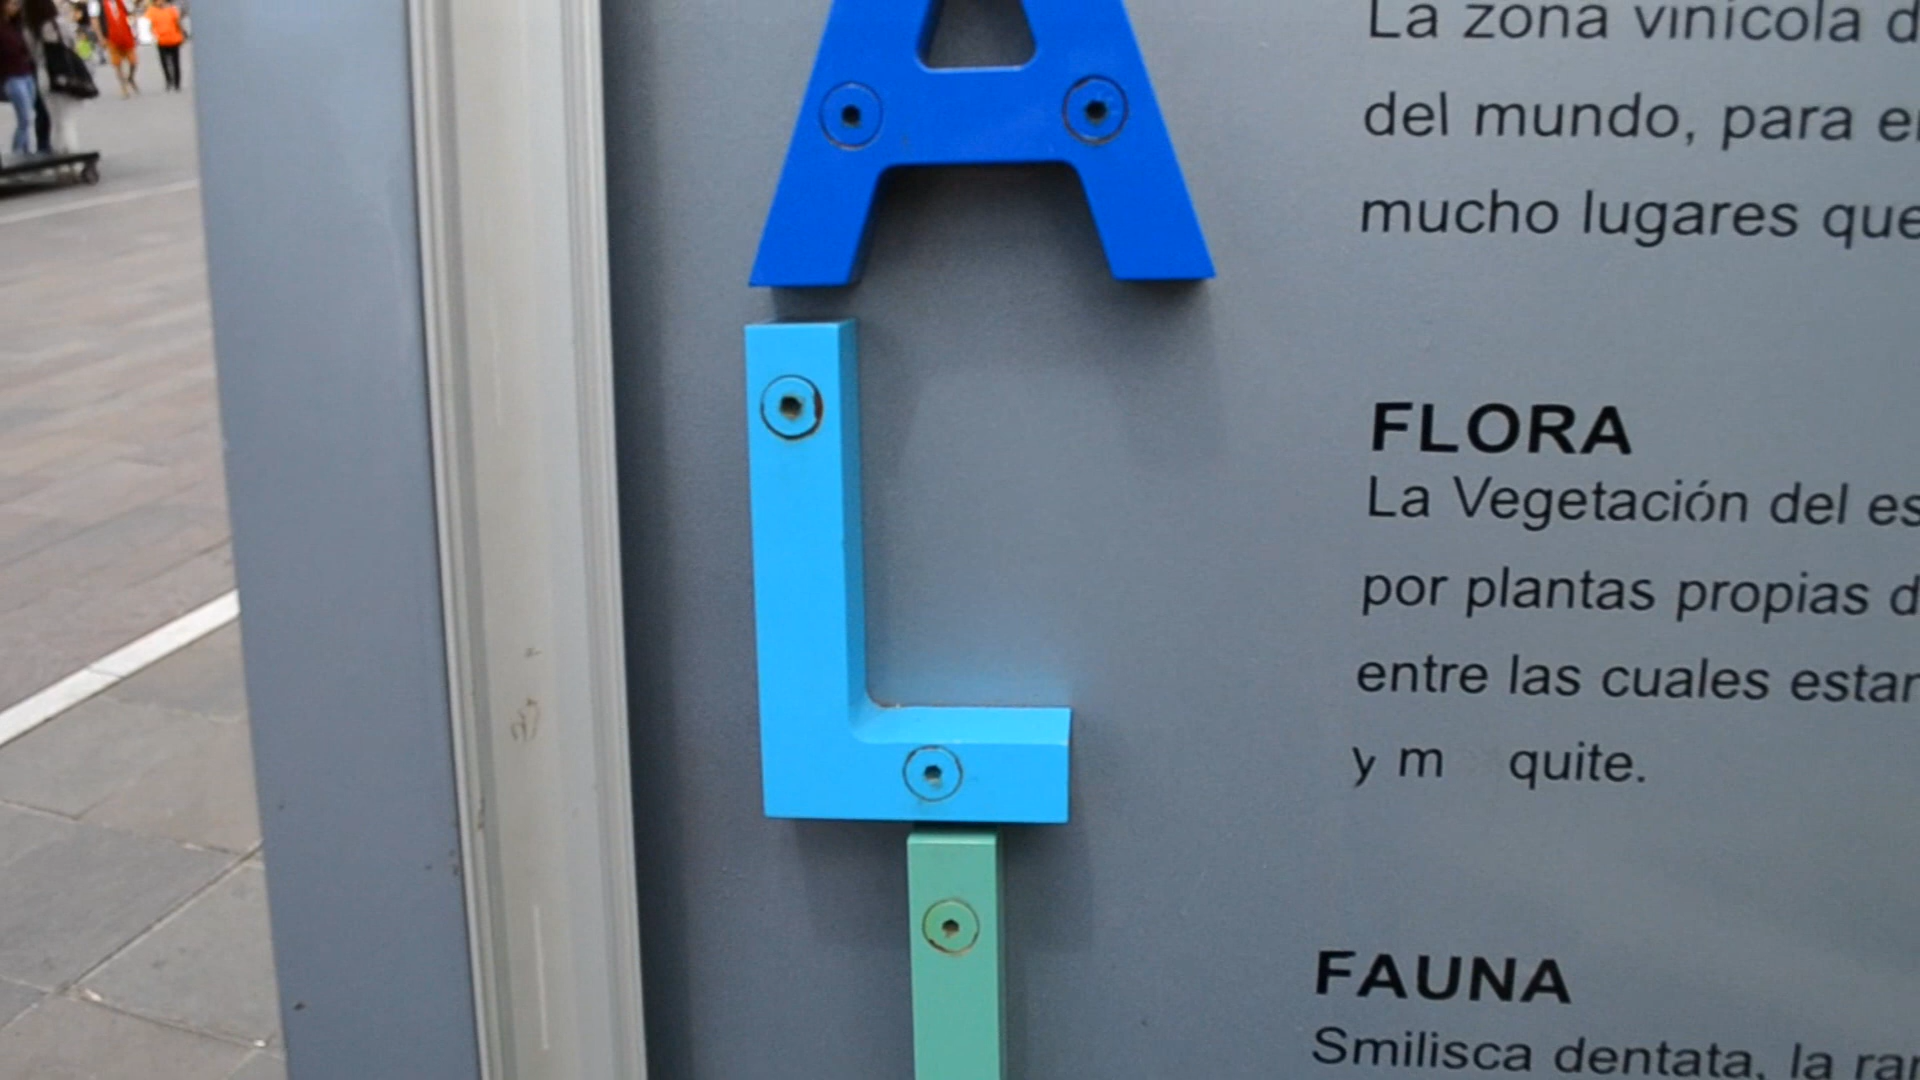 A
L
I
La zona vinícola d
del mundo, para e
mucho lugares que
FLORA
La Vegetación del es
por plantas propias d
entre las cuales estar
y m quite.
FAUNA
Smilisca dentata, la ra